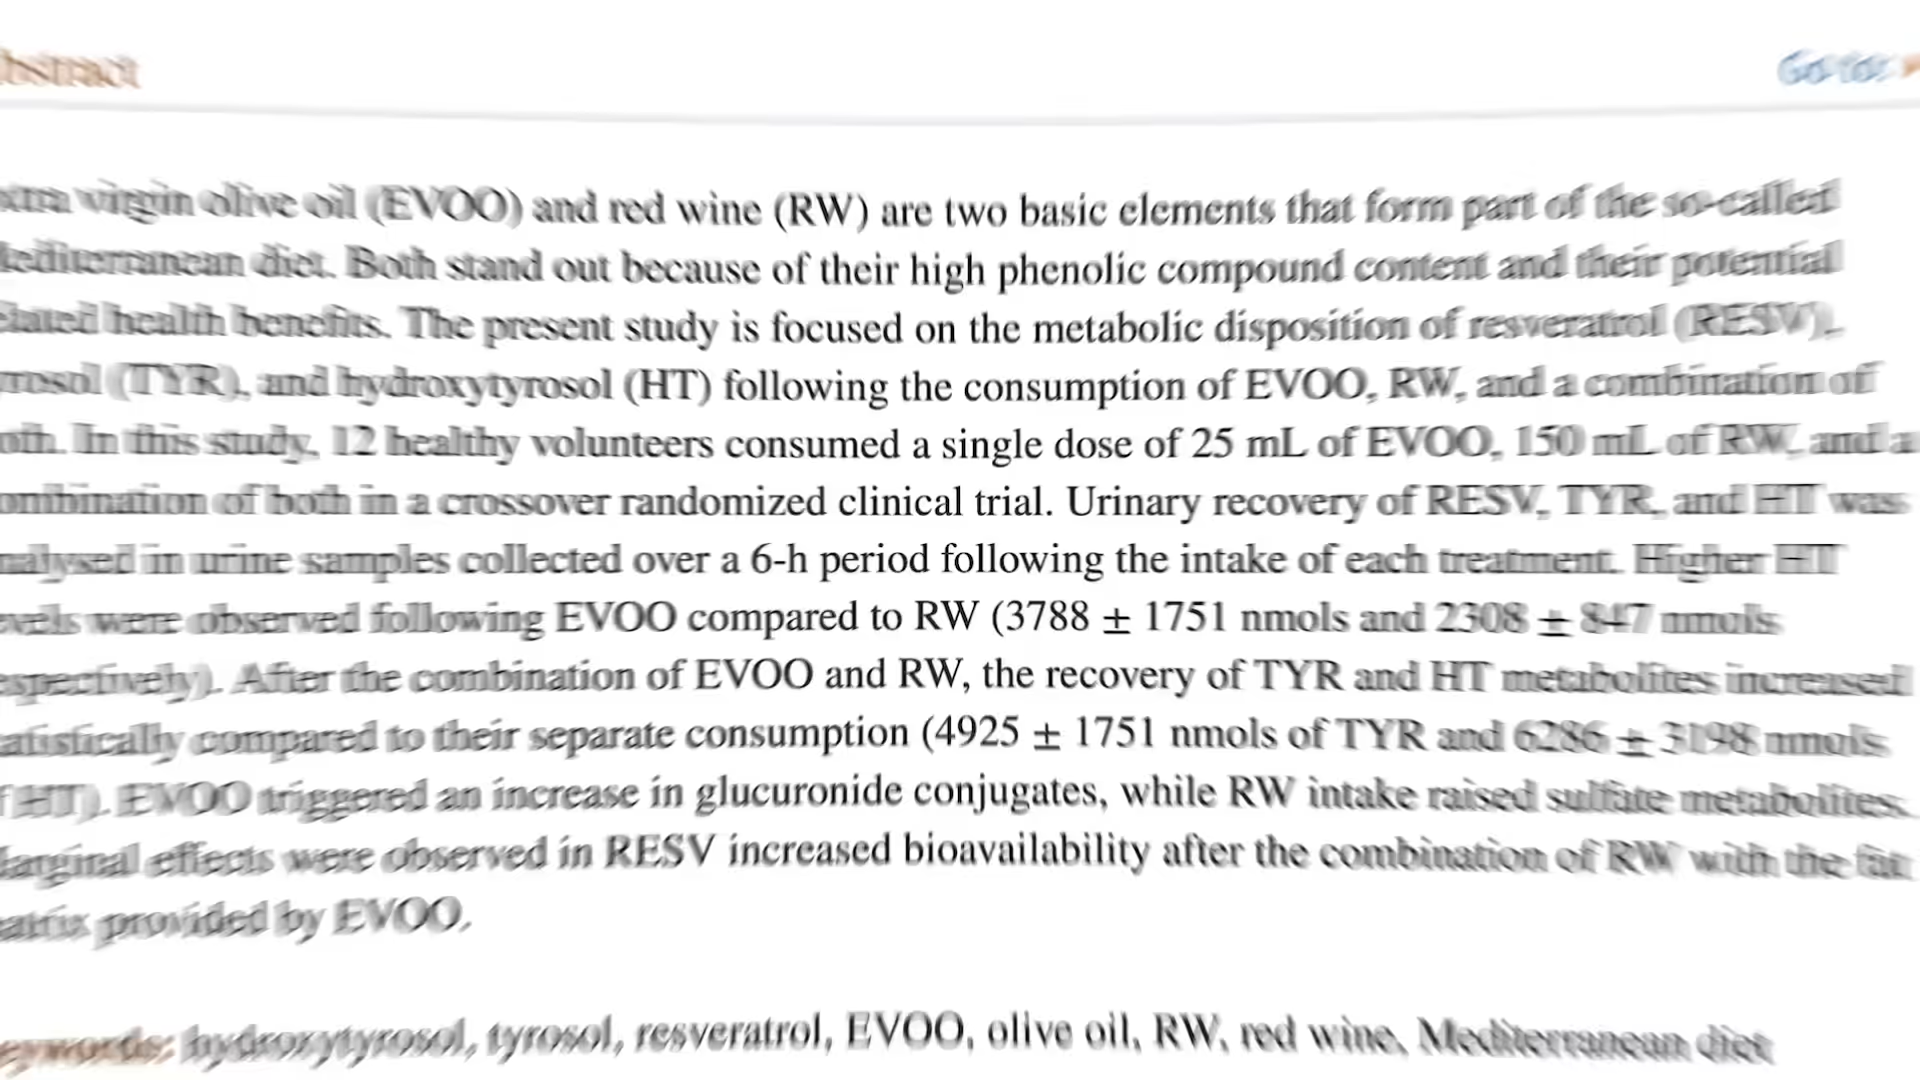 bstract
Go to:
xtra virgin olive oil (EVOO) and red wine (RW) are two basic elements that form part of the so-called
lediterranean diet. Both stand out because of their high phenolic compound content and their potential
elated health benefits. The present study is focused on the metabolic disposition of resveratrol (RESV),
yrosol (TYR), and hydroxytyrosol (HT) following the consumption of EVOO, RW, and a combination of
oth. In this study, 12 healthy volunteers consumed a single dose of 25 mL of EVOO, 150 mL of RW, and a
ombination of both in a crossover randomized clinical trial. Urinary recovery of RESV, TYR, and HT was
nalysed in urine samples collected over a 6-h period following the intake of each treatment. Higher HT
evels were observed following EVOO compared to RW (3788 ± 1751 nmols and 2308 ± 847 nmols
espectively). After the combination of EVOO and RW, the recovery of TYR and HT metabolites increased
tatistically compared to their separate consumption (4925 ± 1751 nmols of TYR and 6286 ± 3198 nmols
f HT). EVOO triggered an increase in glucuronide conjugates, while RW intake raised sulfate metabolites.
larginal effects were observed in RESV increased bioavailability after the combination of RW with the fat
atrix provided by EVOO.
eywords: hydroxytyrosol, tyrosol, resveratrol, EVOO, olive oil, RW, red wine, Mediterranean diet